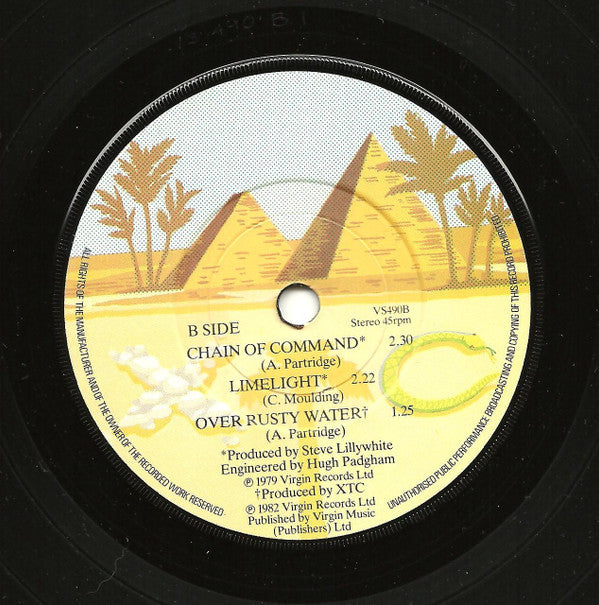 VS490B
B SIDE
Stereo 45rpm
CHAIN OF COMMAND* 2.30
(A. Partridge)
LIMELIGHT* 2.22
(C. Moulding)
OVER RUSTY WATER† 1.25
(A. Partridge)
*Produced by Steve Lillywhite
Engineered by Hugh Padgham
℗ 1979 Virgin Records Ltd
†Produced by XTC
℗ 1982 Virgin Records Ltd
Published by Virgin Music
(Publishers) Ltd
ALL RIGHTS OF THE MANUFACTURER AND OF THE OWNER OF THE RECORDED WORK RESERVED.
UNAUTHORISED PUBLIC PERFORMANCE BROADCASTING AND COPYING OF THIS RECORD PROHIBITED.